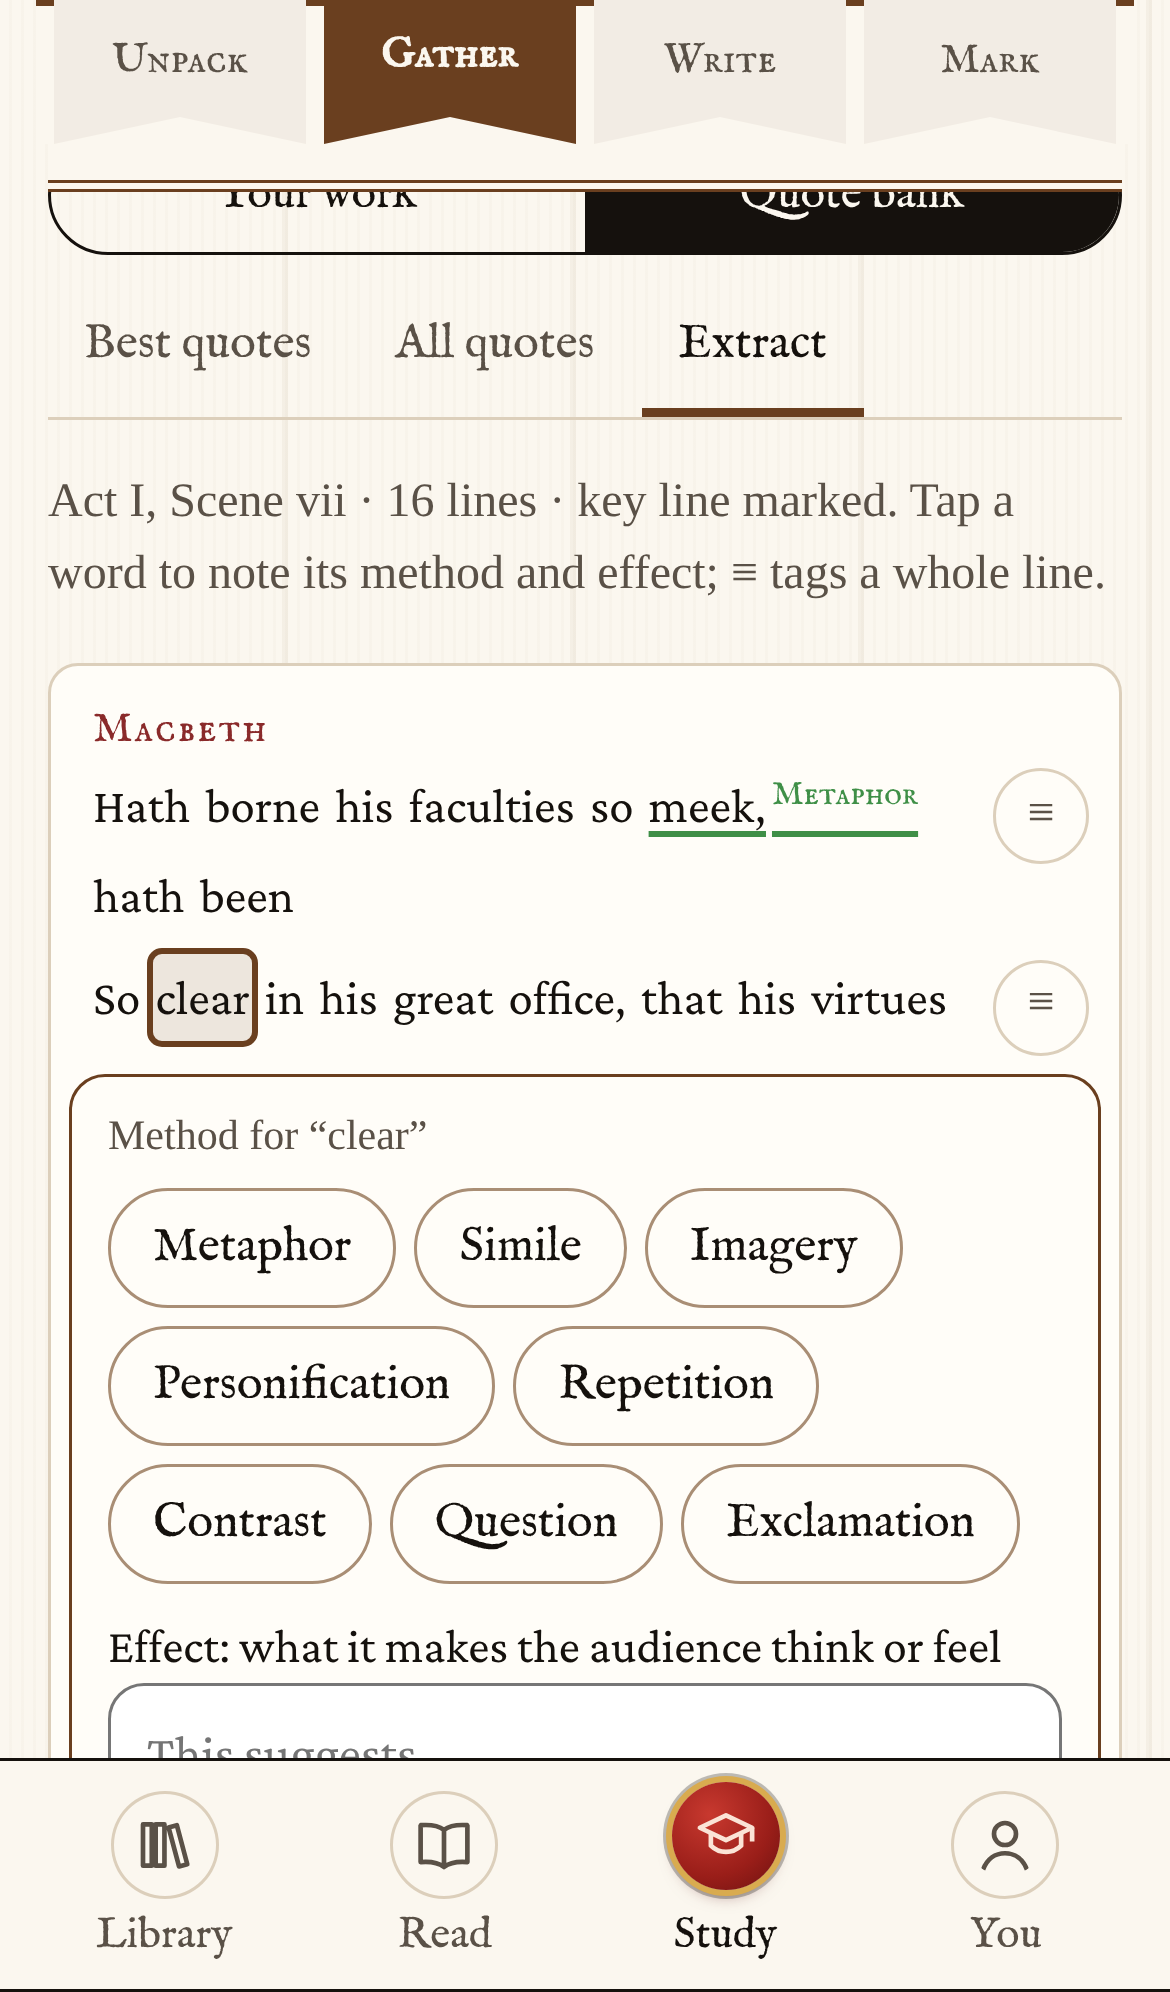 Unpack Gather Write Mark
Your work Quote bank
Best quotes All quotes Extract
Act I, Scene vii · 16 lines · key line marked. Tap a
word to note its method and effect; ≡ tags a whole line.
Macbeth
Hath borne his faculties so meek, Metaphor ≡
hath been
So clear in his great office, that his virtues ≡
Method for “clear”
Metaphor Simile Imagery
Personification Repetition
Contrast Question Exclamation
Effect: what it makes the audience think or feel
This suggests
Library Read Study You